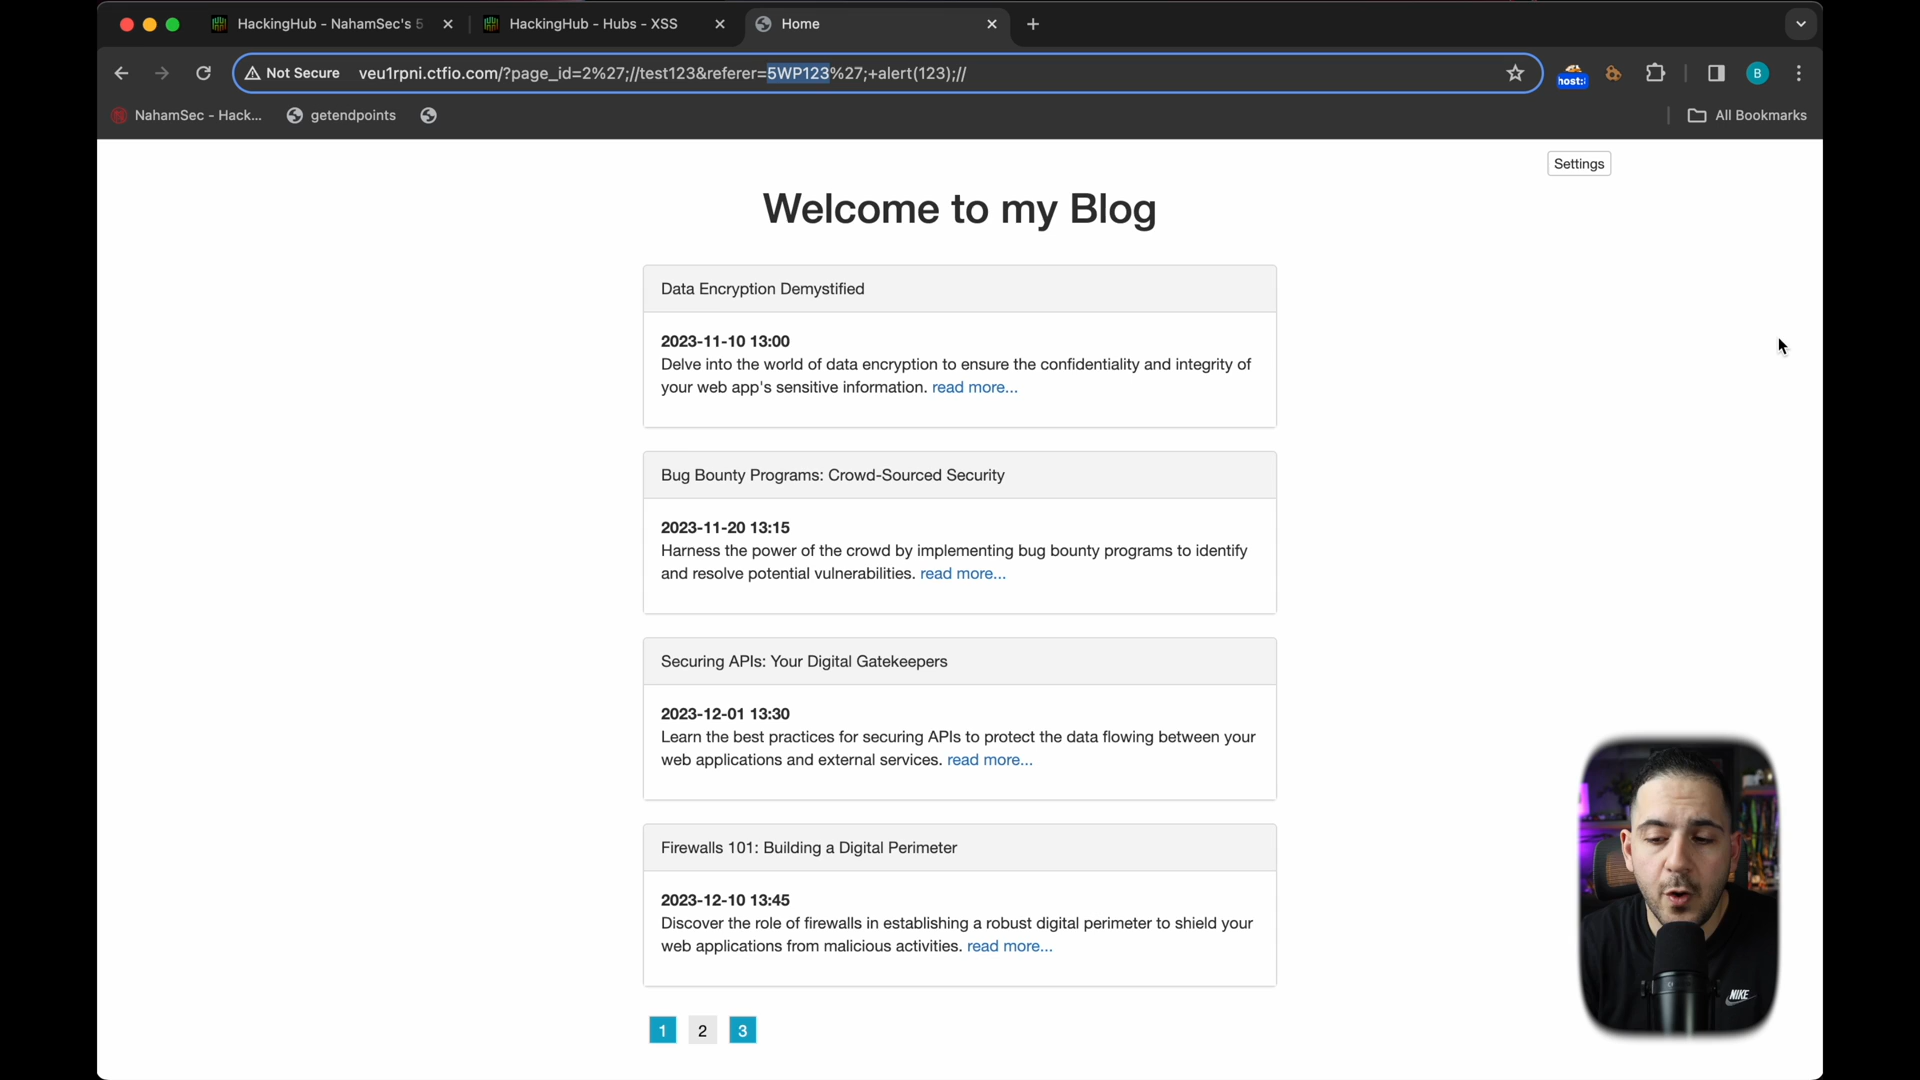 HackingHub - NahamSec's 5
HackingHub - Hubs - XSS
Home
Not Secure
veu1rpni.ctfio.com/?page_id=2%27;//test123&referer=5WP123%27;+alert(123);//
host:
B
NahamSec - Hack...
getendpoints
All Bookmarks
Settings
Welcome to my Blog
Data Encryption Demystified
2023-11-10 13:00
Delve into the world of data encryption to ensure the confidentiality and integrity of
your web app's sensitive information. read more...
Bug Bounty Programs: Crowd-Sourced Security
2023-11-20 13:15
Harness the power of the crowd by implementing bug bounty programs to identify
and resolve potential vulnerabilities. read more...
Securing APIs: Your Digital Gatekeepers
2023-12-01 13:30
Learn the best practices for securing APIs to protect the data flowing between your
web applications and external services. read more...
Firewalls 101: Building a Digital Perimeter
2023-12-10 13:45
Discover the role of firewalls in establishing a robust digital perimeter to shield your
web applications from malicious activities. read more...
1 2 3
NIKE